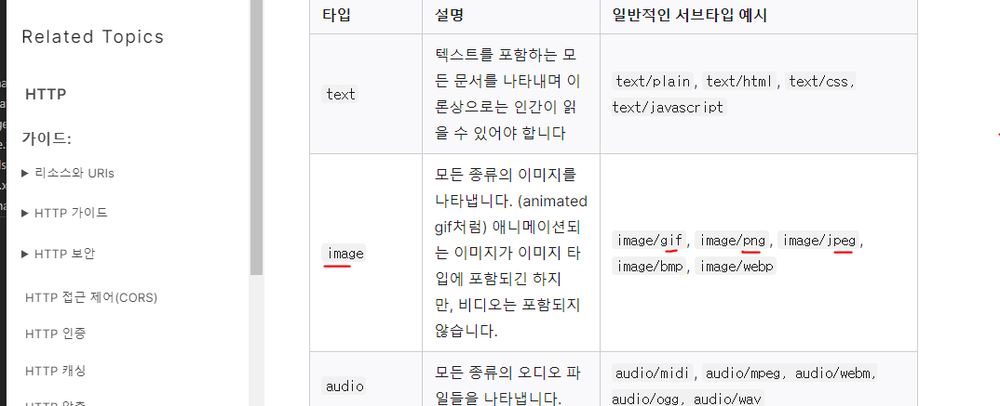 Related Topics
HTTP
가이드:
▶ 리소스와 URIs
▶ HTTP 가이드
▶ HTTP 보안
HTTP 접근 제어(CORS)
HTTP 인증
HTTP 캐싱
타입
설명
일반적인 서브타입 예시
text
텍스트를 포함하는 모
든 문서를 나타내며 이
론상으로는 인간이 읽
을 수 있어야 합니다
text/plain, text/html, text/css,
text/javascript
image
모든 종류의 이미지를
나타냅니다. (animated
gif처럼) 애니메이션되
는 이미지가 이미지 타
입에 포함되긴 하지
만, 비디오는 포함되지
않습니다.
image/gif, image/png, image/jpeg,
image/bmp, image/webp
audio
모든 종류의 오디오 파
일들을 나타냅니다.
audio/midi, audio/mpeg, audio/webm,
audio/ogg, audio/wav